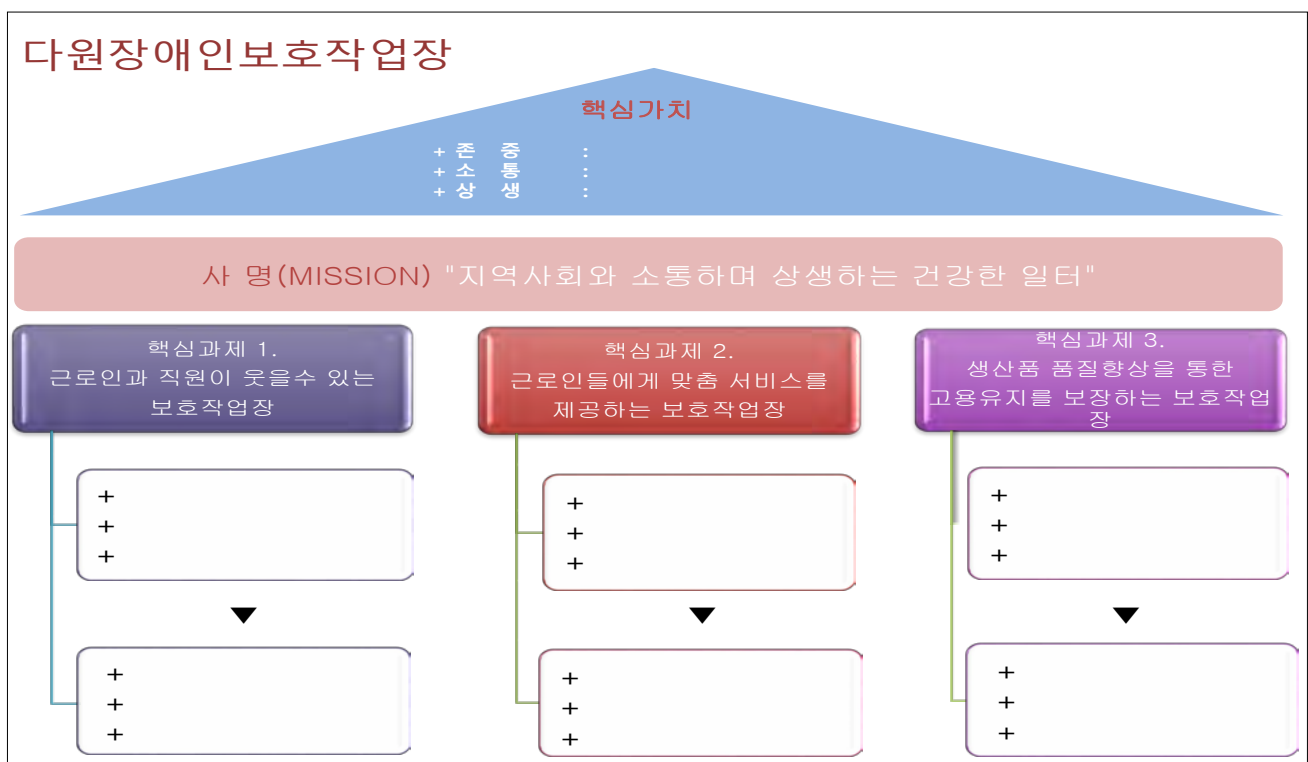 다원장애인보호작업장
핵심가치
+ 존 중 :
+ 소 통 :
+ 상 생 :
사 명(MISSION) "지역사회와 소통하며 상생하는 건강한 일터"
핵심과제 1.
근로인과 직원이 웃을수 있는
보호작업장
+
+
+
+
+
+
핵심과제 2.
근로인들에게 맞춤 서비스를
제공하는 보호작업장
+
+
+
+
+
+
핵심과제 3.
생산품 품질향상을 통한
고용유지를 보장하는 보호작업
장
+
+
+
+
+
+